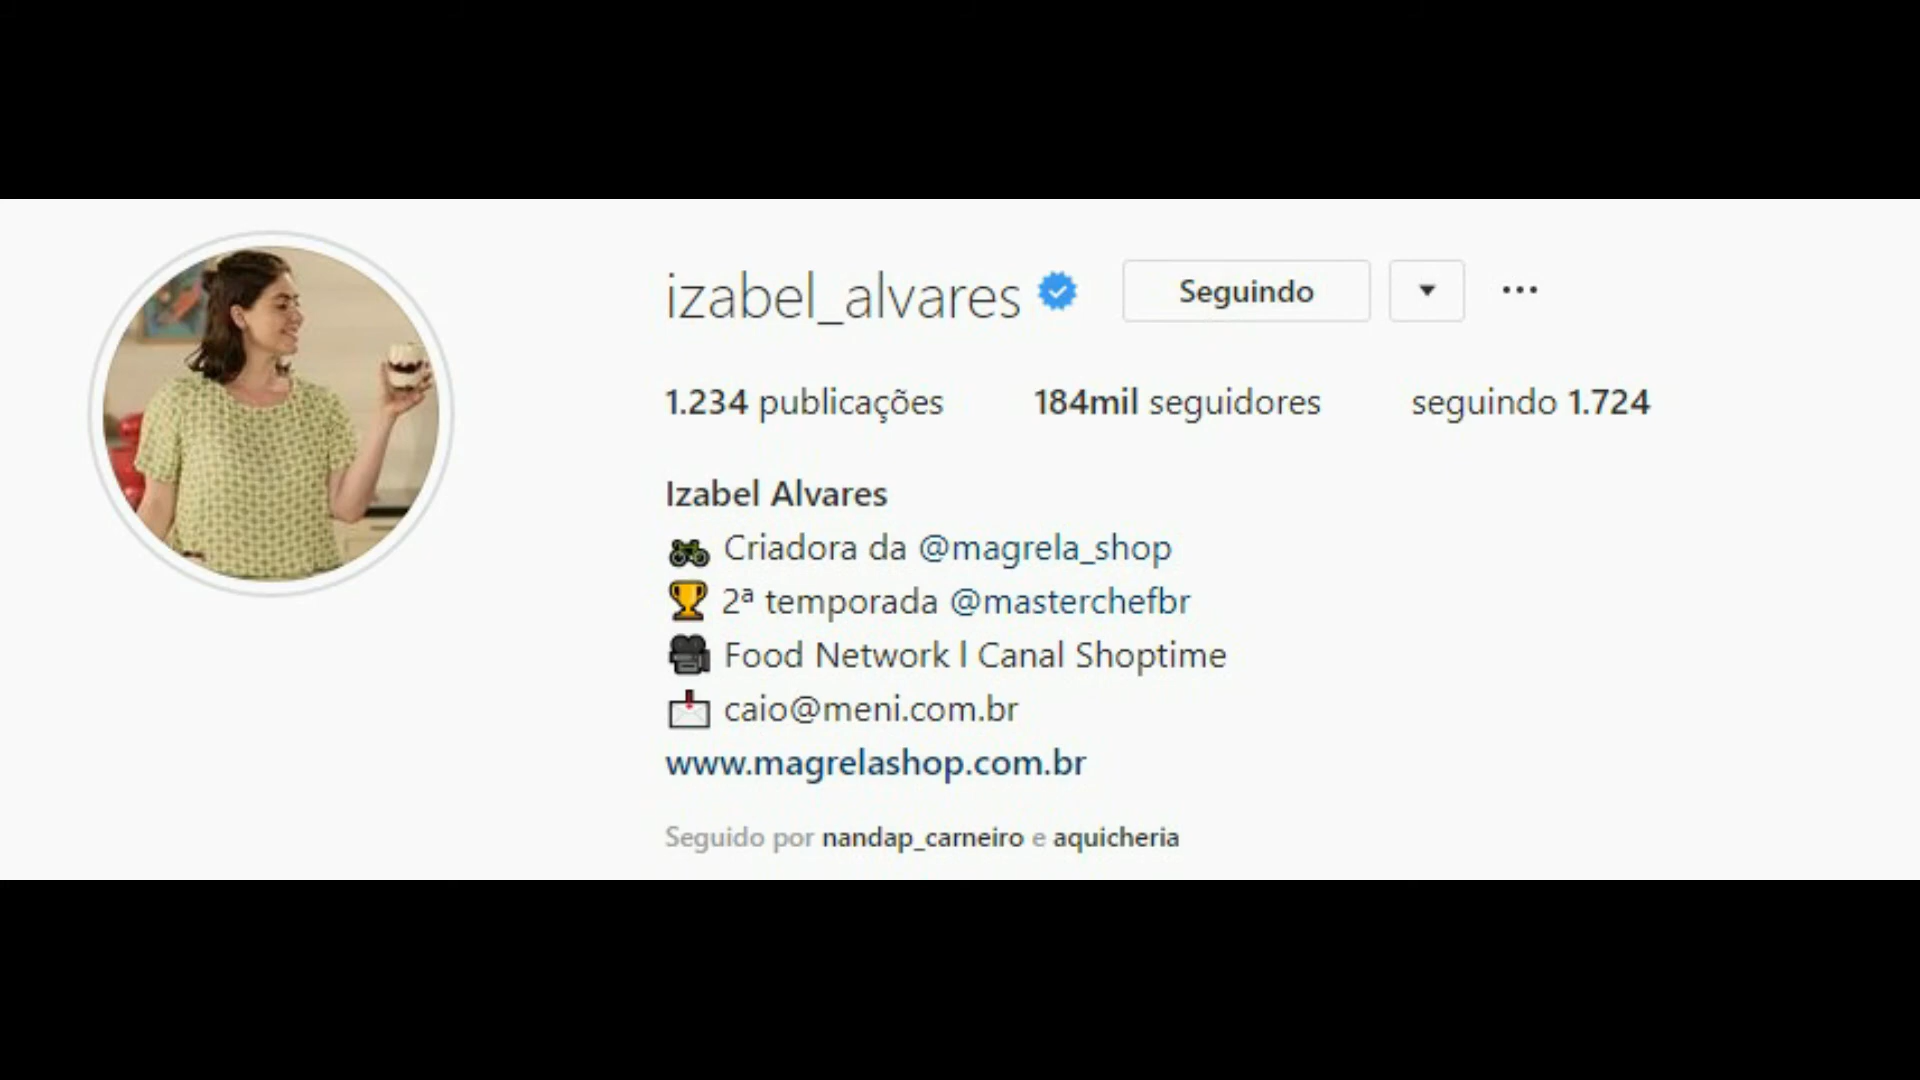 izabel_alvares Seguindo
1.234 publicações 184mil seguidores seguindo 1.724
Izabel Alvares
Criadora da @magrela_shop
2ª temporada @masterchefbr
Food Network l Canal Shoptime
caio@meni.com.br
www.magrelashop.com.br
Seguido por nandap_carneiro e aquicheria